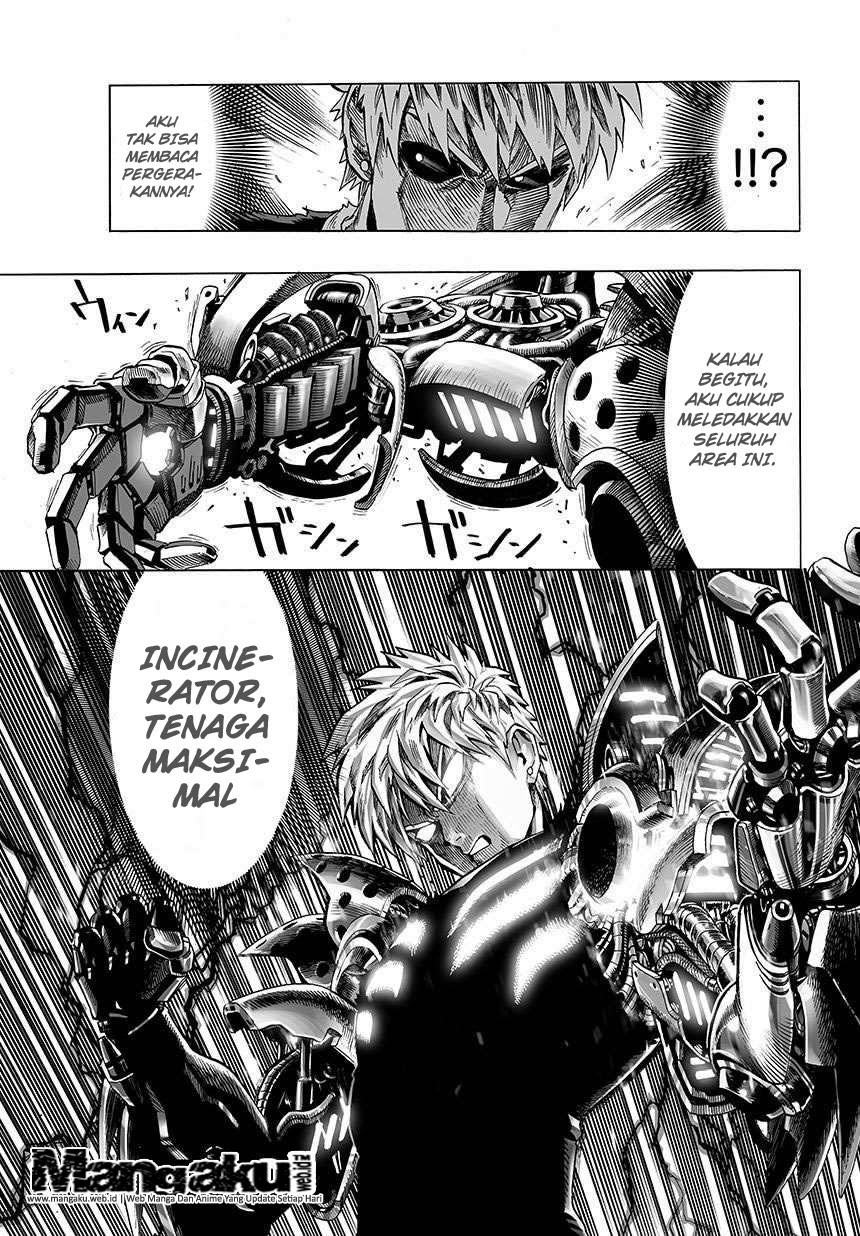 …
!!?
AKU
TAK BISA
MEMBACA
PERGERA-
KANNYA!
ウィン
KALAU
BEGITU,
AKU CUKUP
MELEDAKKAN
SELURUH
AREA INI.
ガシン
ガシン
INCINE-
RATOR,
TENAGA
MAKSI-
MAL
Mangaku
web.id
www.mangaku.web.id | Web Manga Dan Anime Yang Update Setiap Hari